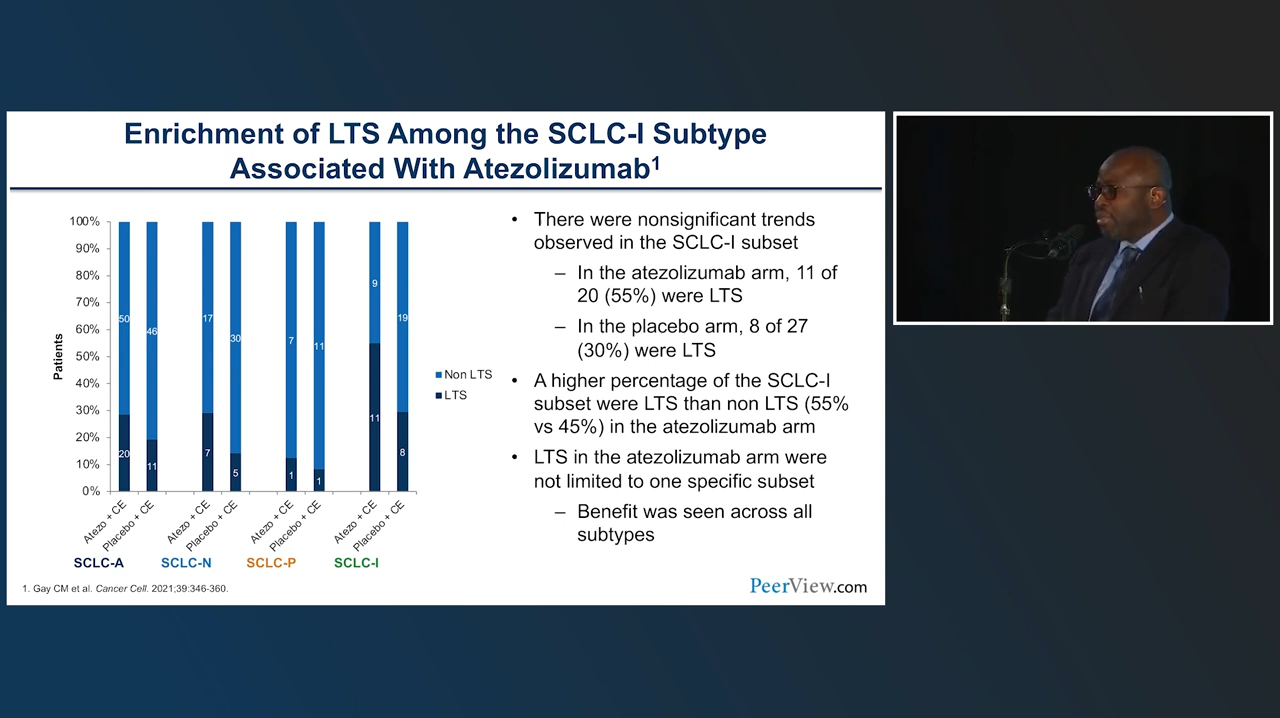 Enrichment of LTS Among the SCLC-I Subtype
Associated With Atezolizumab1
100%
90%
80%
70%
60%
50%
40%
30%
20%
10%
0%
Patients
50
46
17
30
7
11
9
19
20
11
7
5
1
1
11
8
Non LTS
LTS
Atezo + CE
Placebo + CE
Atezo + CE
Placebo + CE
Atezo + CE
Placebo + CE
Atezo + CE
Placebo + CE
SCLC-A
SCLC-N
SCLC-P
SCLC-I
• There were nonsignificant trends
observed in the SCLC-I subset
– In the atezolizumab arm, 11 of
20 (55%) were LTS
– In the placebo arm, 8 of 27
(30%) were LTS
• A higher percentage of the SCLC-I
subset were LTS than non LTS (55%
vs 45%) in the atezolizumab arm
• LTS in the atezolizumab arm were
not limited to one specific subset
– Benefit was seen across all
subtypes
1. Gay CM et al. Cancer Cell. 2021;39:346-360.
PeerView.com